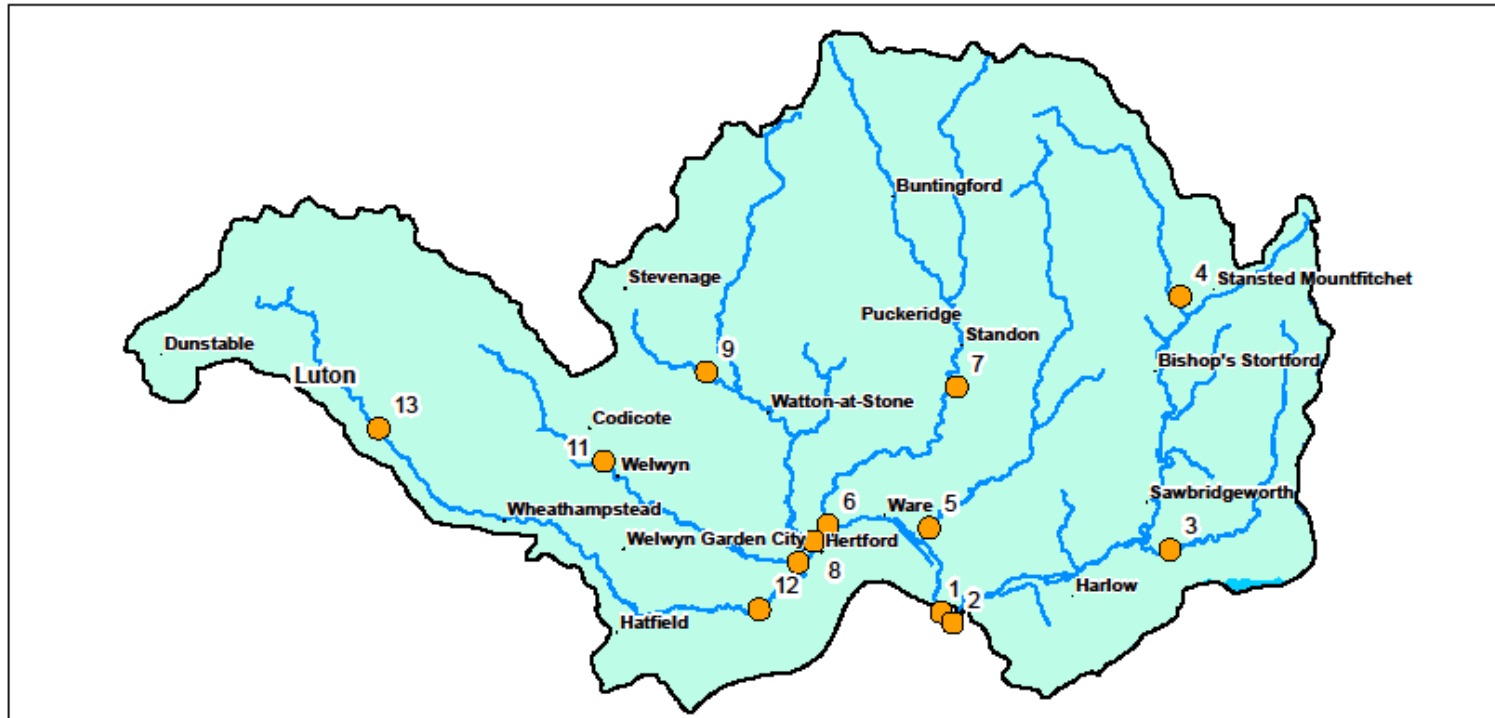 Buntingford
4
Stevenage
Stansted Mountfitchet
Puckeridge
Standon
Dunstable
9
Bishop's Stortford
Luton
7
Watton-at-Stone
13
Codicote
11
Welwyn
Sawbridgeworth
Wheathampstead
6
Ware
5
3
Welwyn Garden City
Hertford
8
12
Harlow
1
2
Hatfield